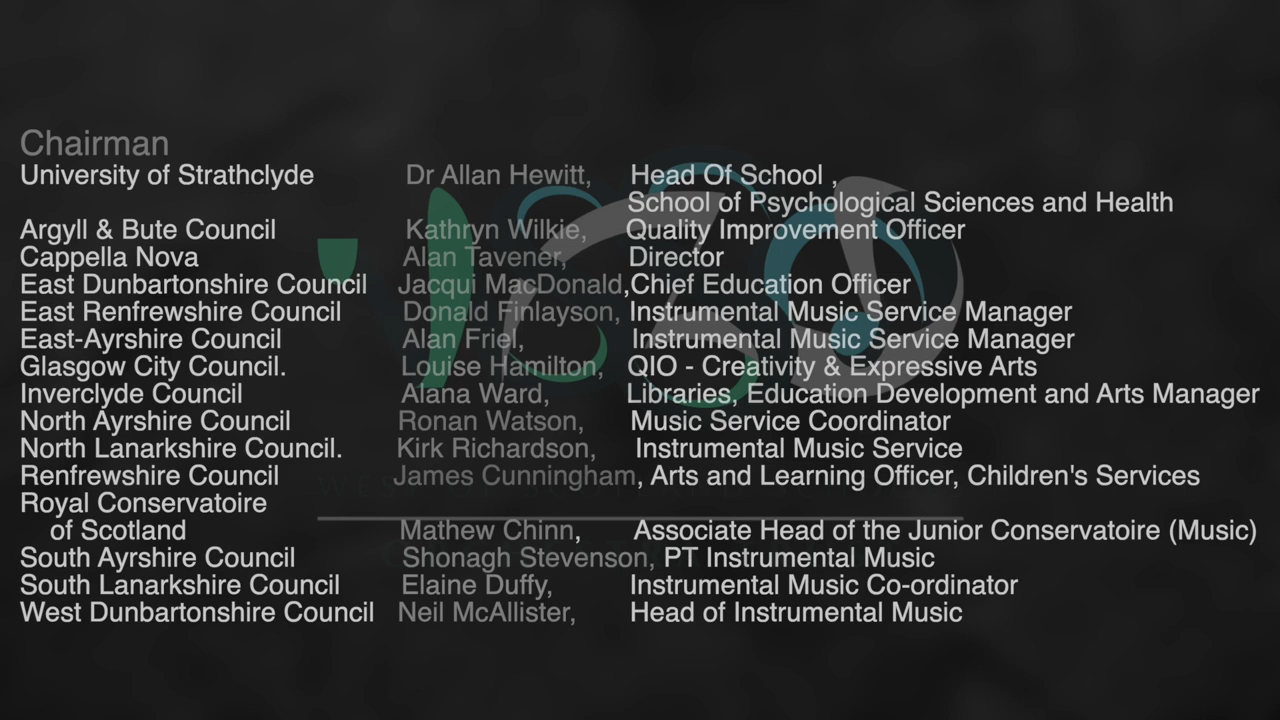 Chairman
University of Strathclyde Dr Allan Hewitt, Head Of School ,
School of Psychological Sciences and Health
Argyll & Bute Council Kathryn Wilkie, Quality Improvement Officer
Cappella Nova Alan Tavener, Director
East Dunbartonshire Council Jacqui MacDonald,Chief Education Officer
East Renfrewshire Council Donald Finlayson, Instrumental Music Service Manager
East-Ayrshire Council Alan Friel, Instrumental Music Service Manager
Glasgow City Council. Louise Hamilton, QIO - Creativity & Expressive Arts
Inverclyde Council Alana Ward, Libraries, Education Development and Arts Manager
North Ayrshire Council Ronan Watson, Music Service Coordinator
North Lanarkshire Council. Kirk Richardson, Instrumental Music Service
Renfrewshire Council James Cunningham, Arts and Learning Officer, Children's Services
Royal Conservatoire
of Scotland Mathew Chinn, Associate Head of the Junior Conservatoire (Music)
South Ayrshire Council Shonagh Stevenson, PT Instrumental Music
South Lanarkshire Council Elaine Duffy, Instrumental Music Co-ordinator
West Dunbartonshire Council Neil McAllister, Head of Instrumental Music